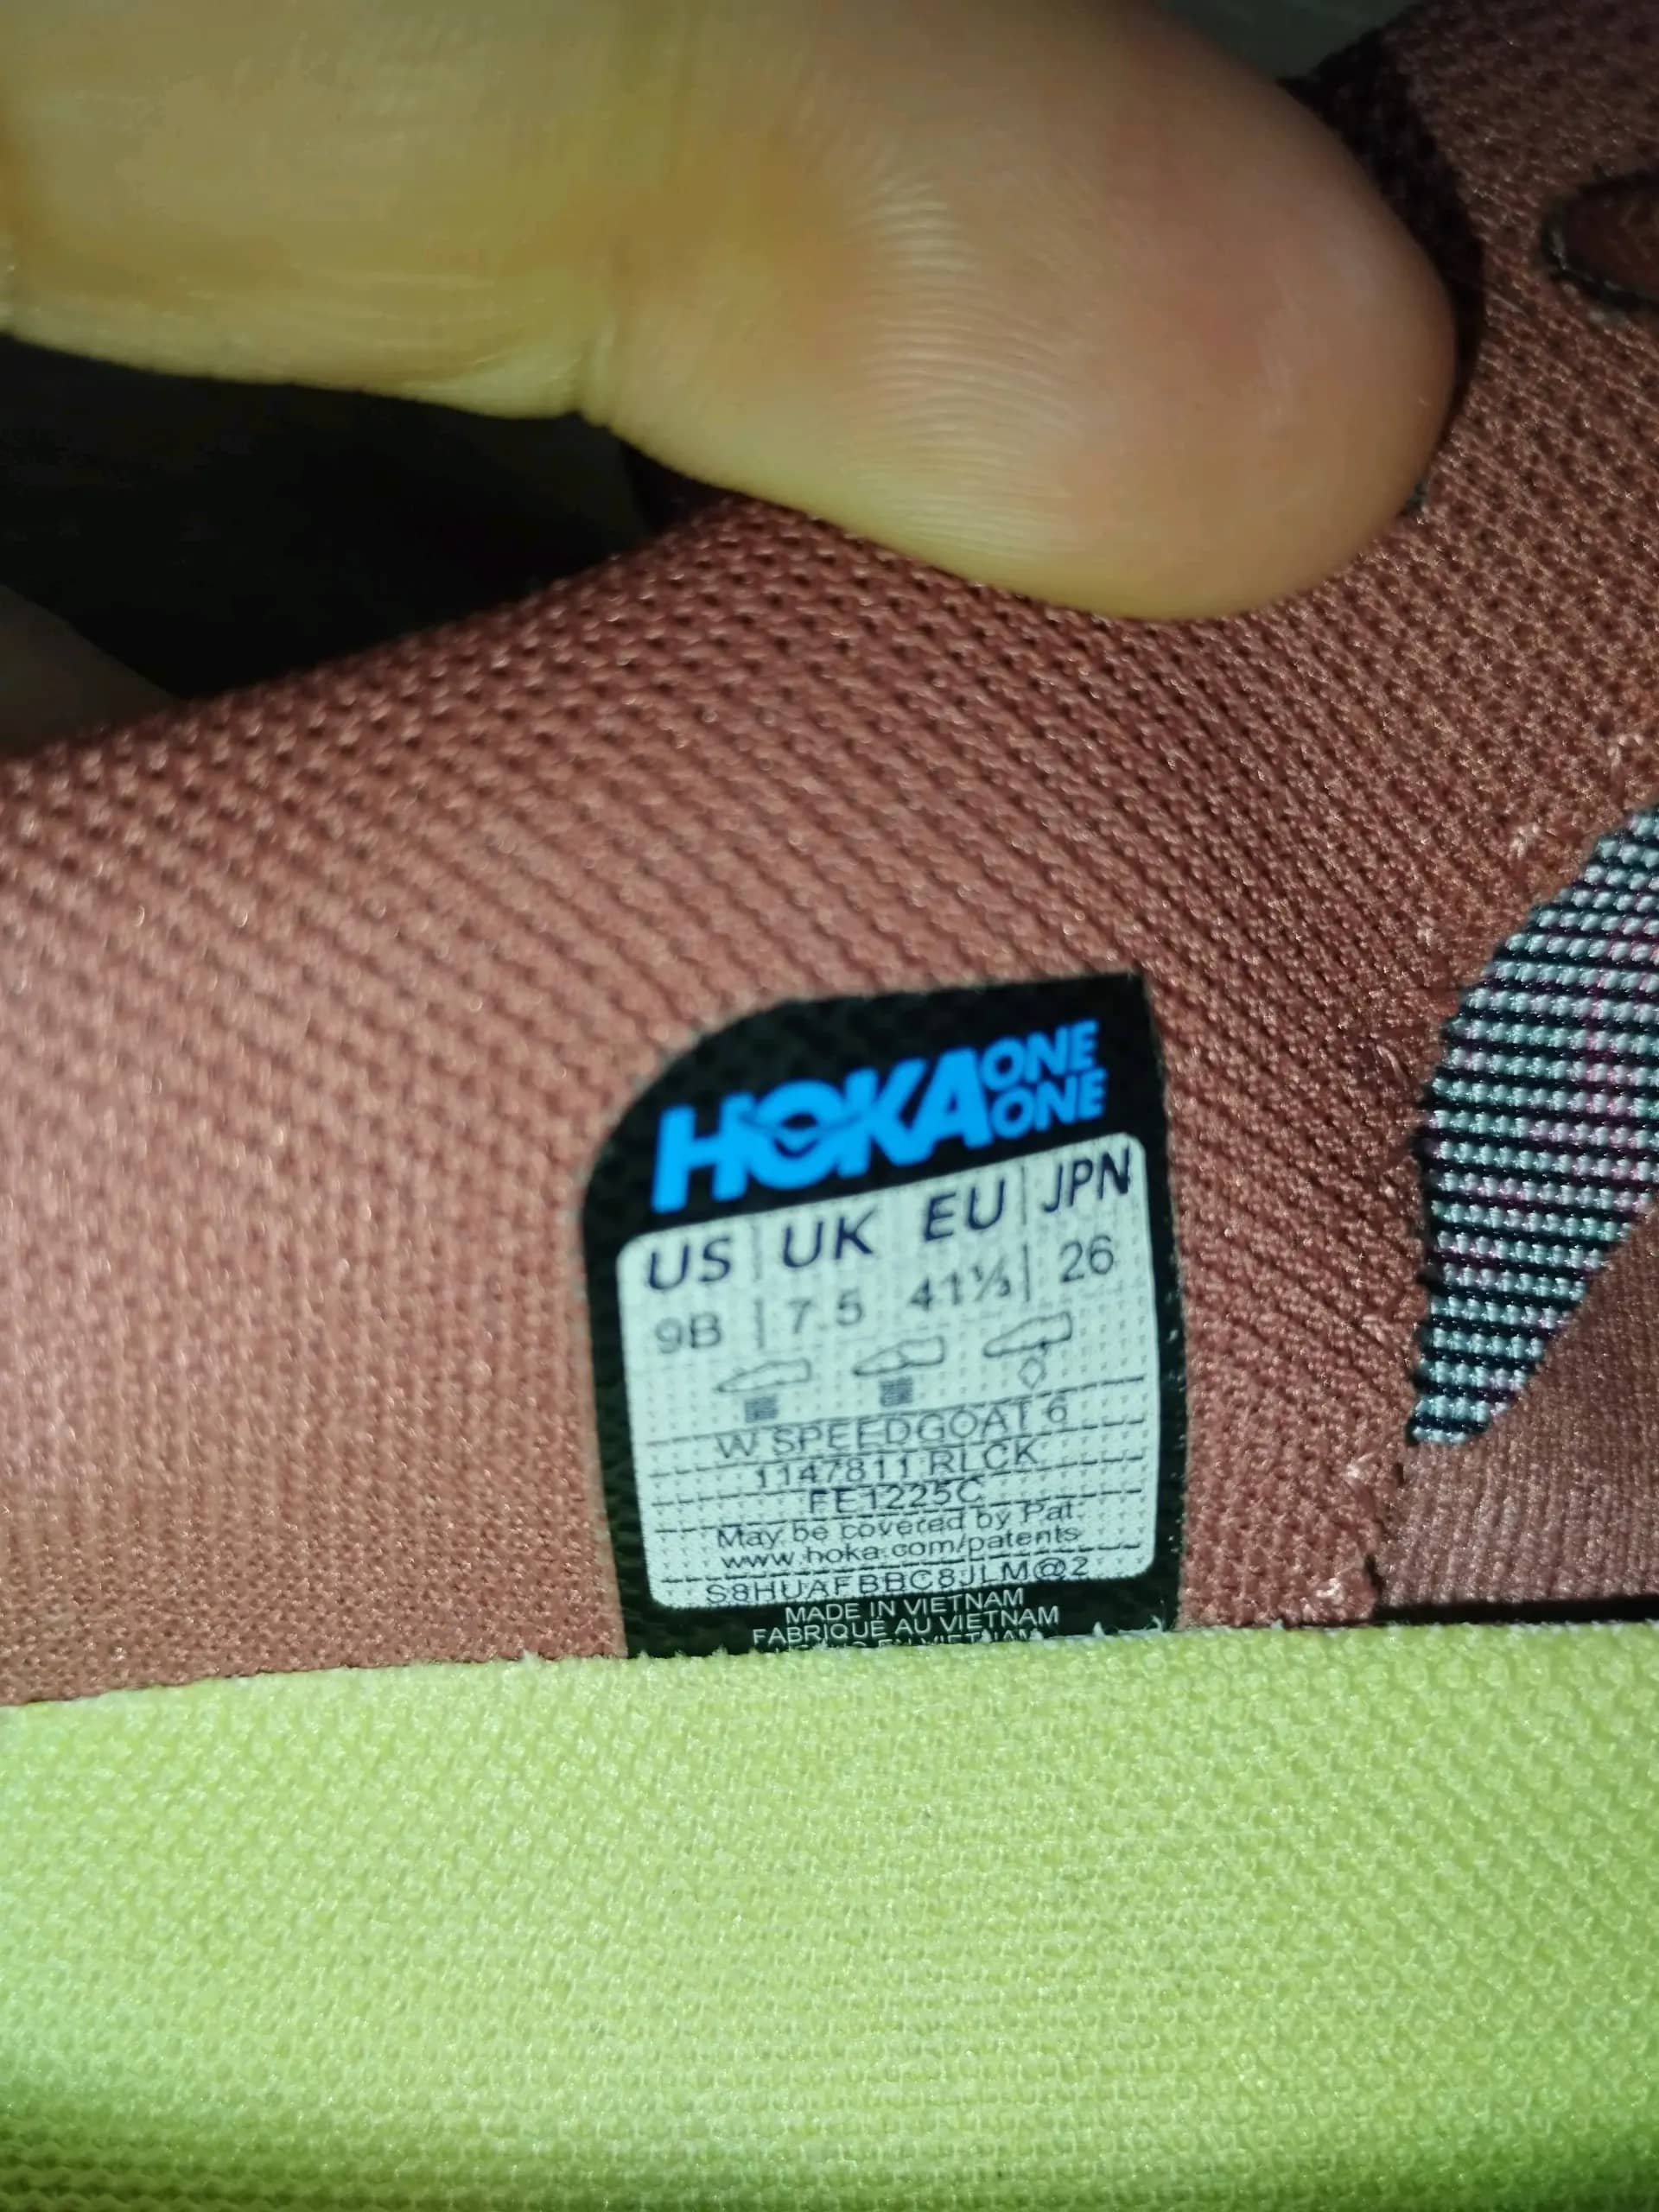 HOKA ONE ONE
US | UK EU | JPN
9B | 7.5 41⅓ | 26
W SPEEDGOAT 6
1147811 RLCK
FE1225C
May be covered by Pat.
www.hoka.com/patents
S8HUAFBBC8JLM@2
MADE IN VIETNAM
FABRIQUÉ AU VIETNAM